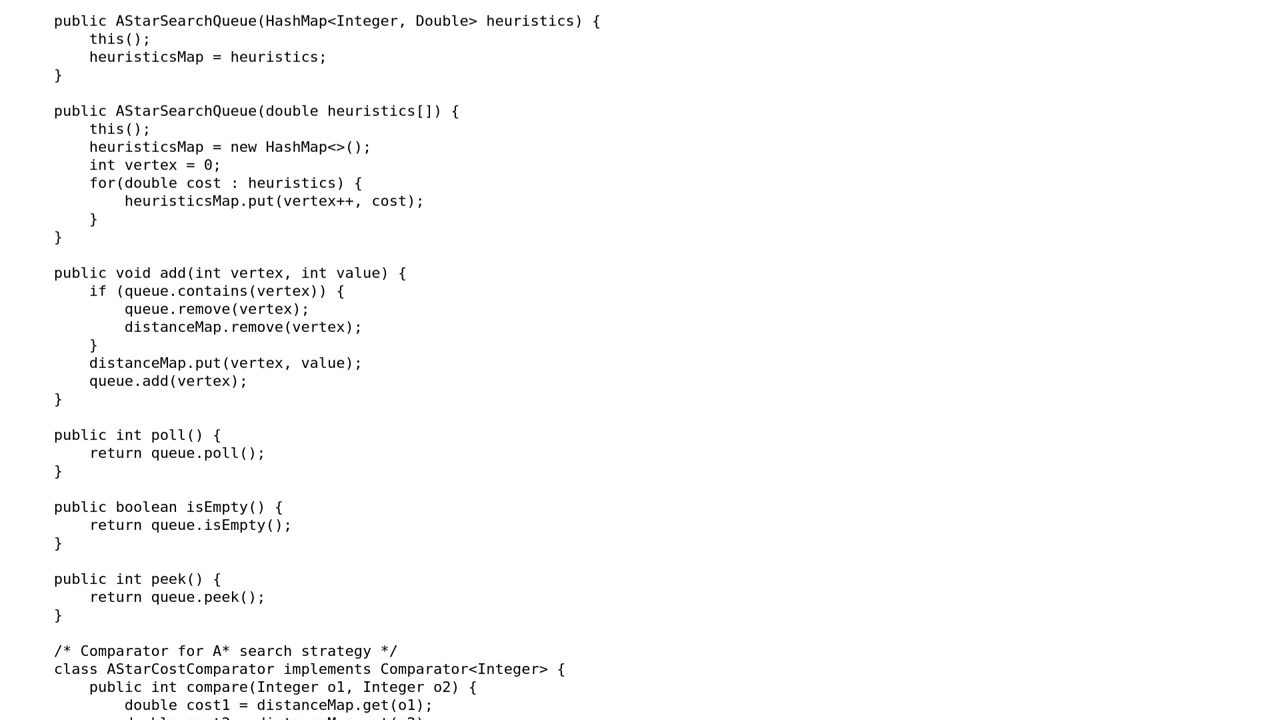 public AStarSearchQueue(HashMap<Integer, Double> heuristics) {
    this();
    heuristicsMap = heuristics;
}

public AStarSearchQueue(double heuristics[]) {
    this();
    heuristicsMap = new HashMap<>();
    int vertex = 0;
    for(double cost : heuristics) {
        heuristicsMap.put(vertex++, cost);
    }
}

public void add(int vertex, int value) {
    if (queue.contains(vertex)) {
        queue.remove(vertex);
        distanceMap.remove(vertex);
    }
    distanceMap.put(vertex, value);
    queue.add(vertex);
}

public int poll() {
    return queue.poll();
}

public boolean isEmpty() {
    return queue.isEmpty();
}

public int peek() {
    return queue.peek();
}

/* Comparator for A* search strategy */
class AStarCostComparator implements Comparator<Integer> {
    public int compare(Integer o1, Integer o2) {
        double cost1 = distanceMap.get(o1);